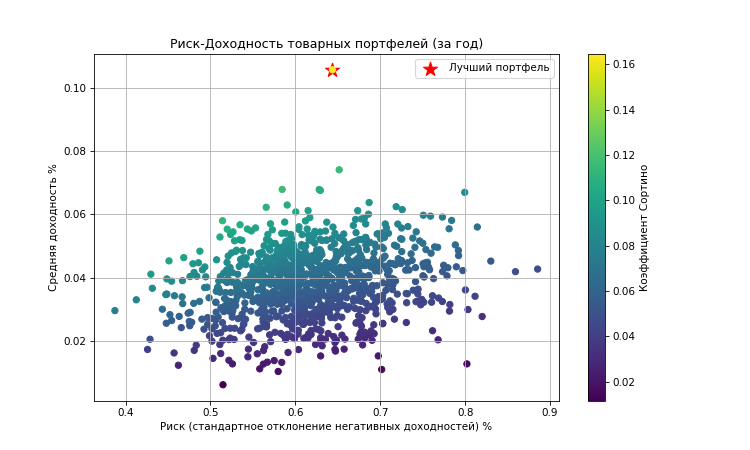 Риск-Доходность товарных портфелей (за год)
Лучший портфель
Средняя доходность %
0.10
0.08
0.06
0.04
0.02
0.4 0.5 0.6 0.7 0.8 0.9
Риск (стандартное отклонение негативных доходностей) %
0.16
0.14
0.12
0.10
0.08
0.06
0.04
0.02
Коэффициент Сортино